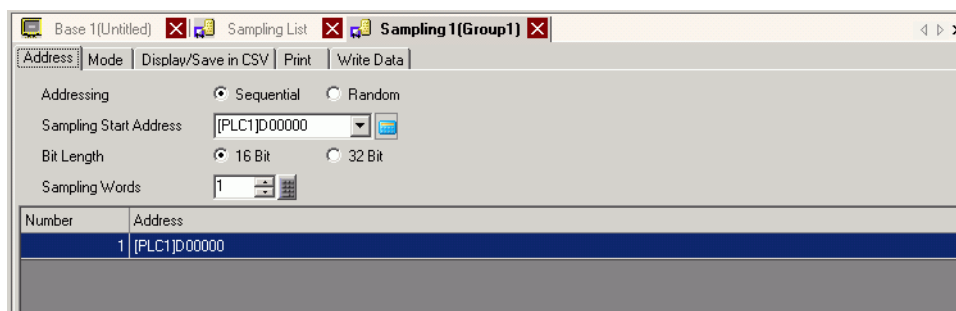 Base 1(Untitled) Sampling List Sampling 1(Group1)
Address Mode Display/Save in CSV Print Write Data
Addressing Sequential Random
Sampling Start Address [PLC1]D00000
Bit Length 16 Bit 32 Bit
Sampling Words 1
Number Address
1 [PLC1]D00000